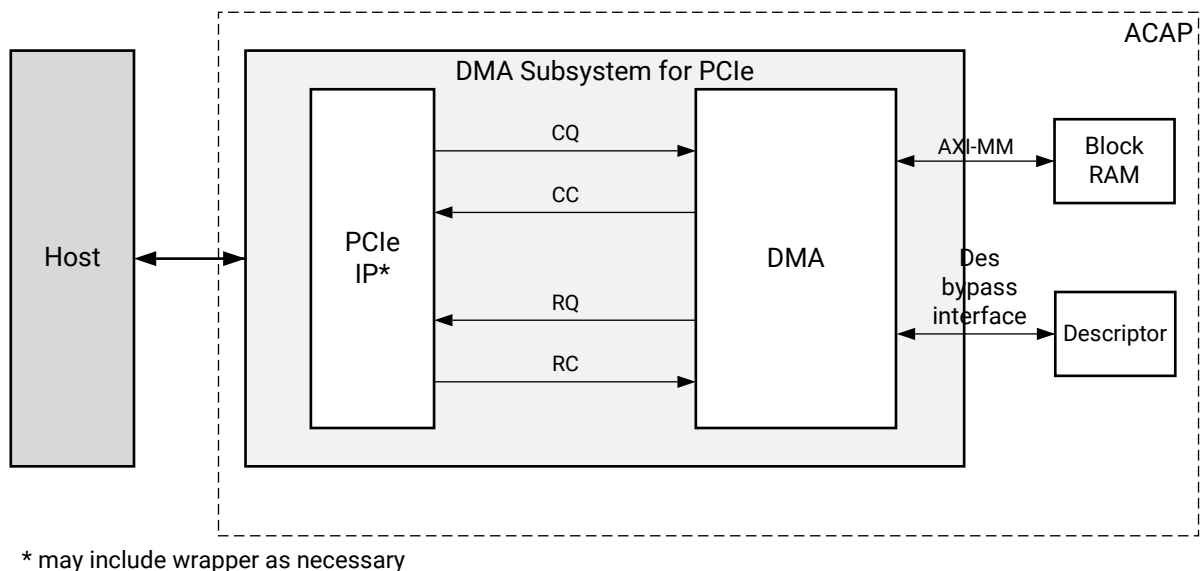 ACAP
DMA Subsystem for PCIe
CQ
AXI-MM
Block
RAM
CC
Host
PCIe
IP*
DMA
Des
bypass
interface
RQ
Descriptor
RC
* may include wrapper as necessary